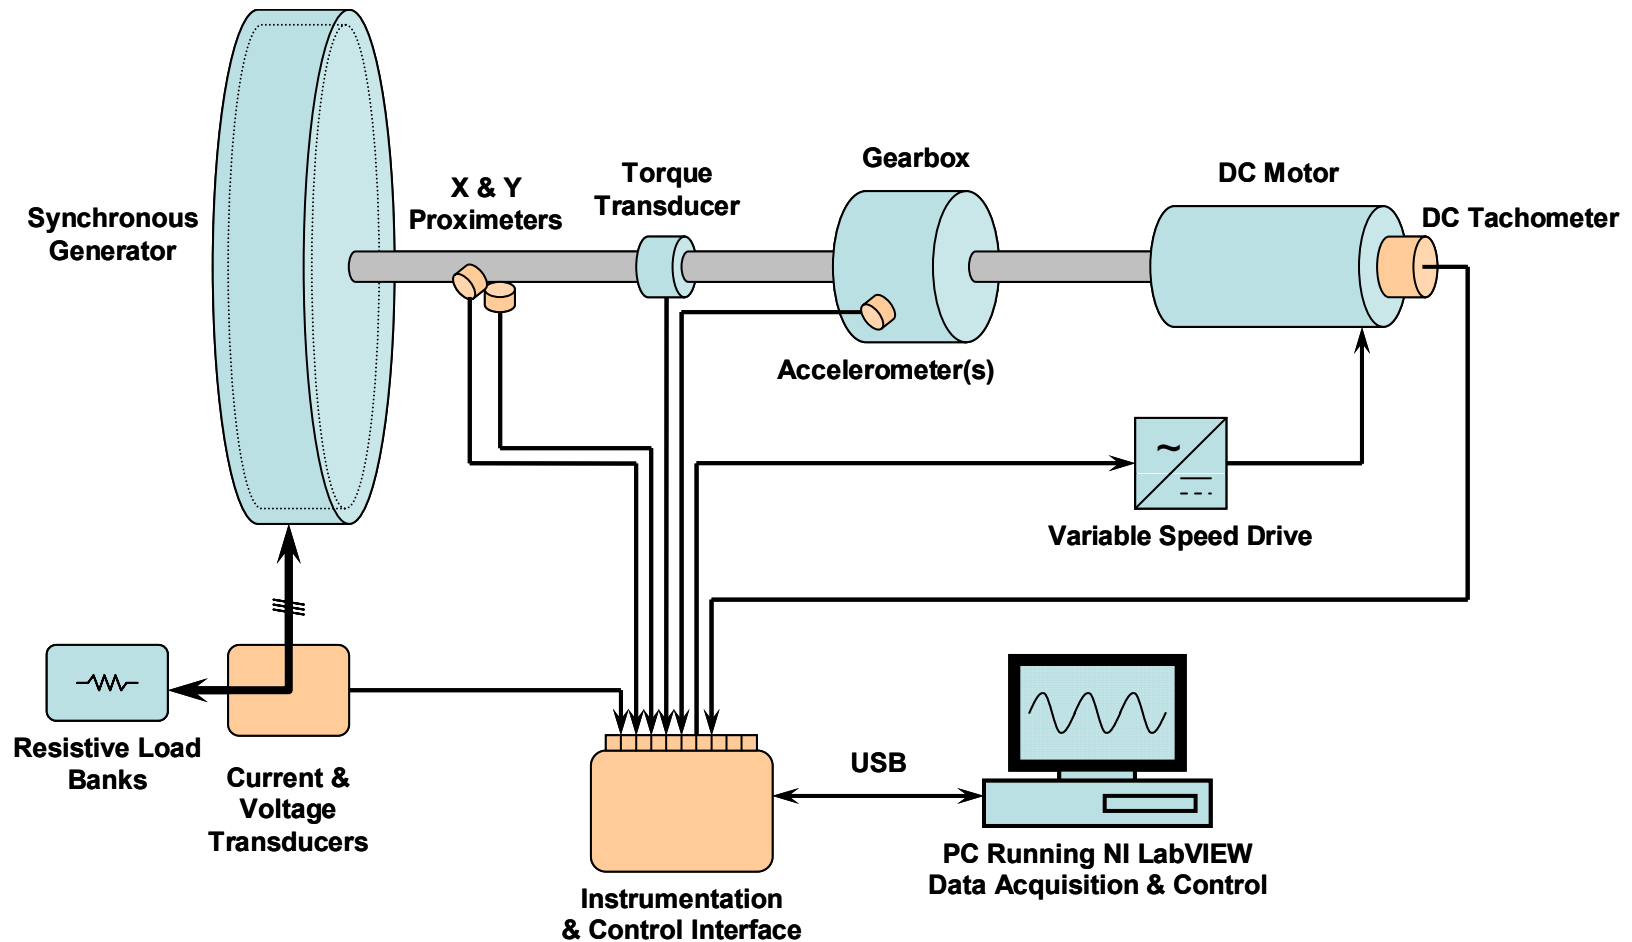 Gearbox
Torque
Transducer
DC Motor
X & Y
Proximeters
Synchronous
Generator
DC Tachometer
Accelerometer(s)
~
Variable Speed Drive
Resistive Load
Banks
Current &
Voltage
Transducers
USB
PC Running NI LabVIEW
Data Acquisition & Control
Instrumentation
& Control Interface